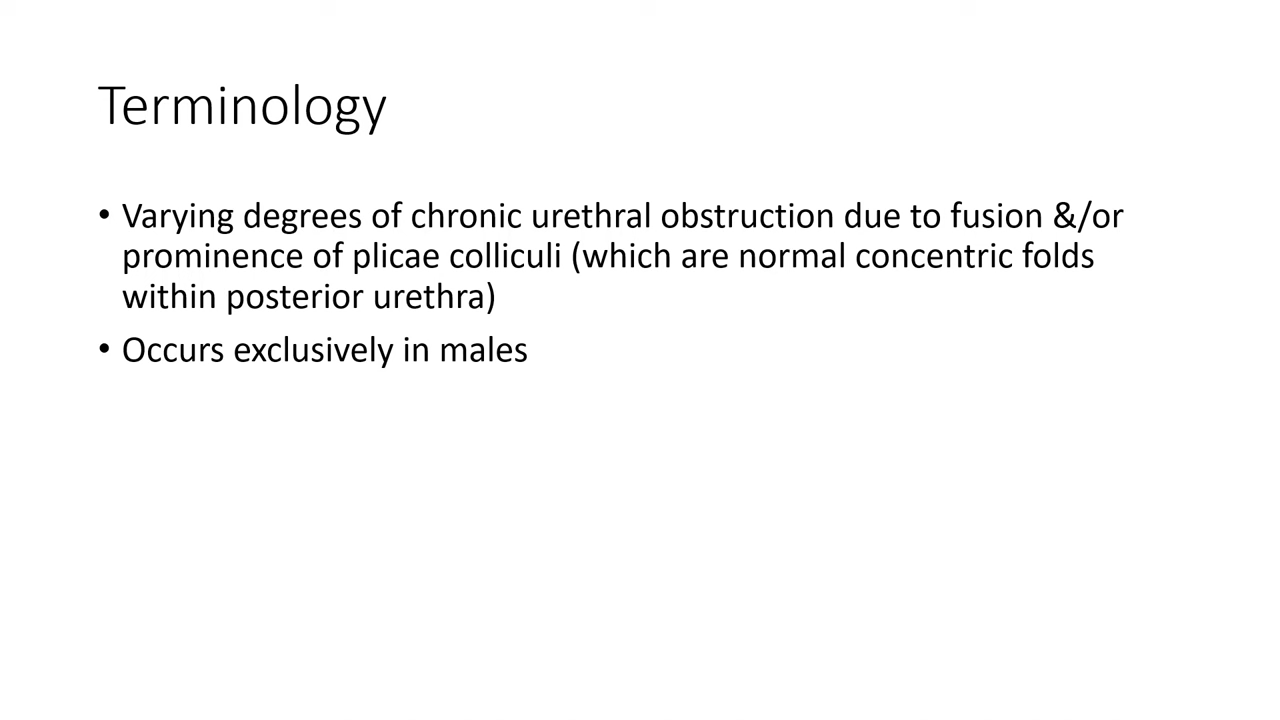 Terminology
• Varying degrees of chronic urethral obstruction due to fusion &/or
prominence of plicae colliculi (which are normal concentric folds
within posterior urethra)
• Occurs exclusively in males